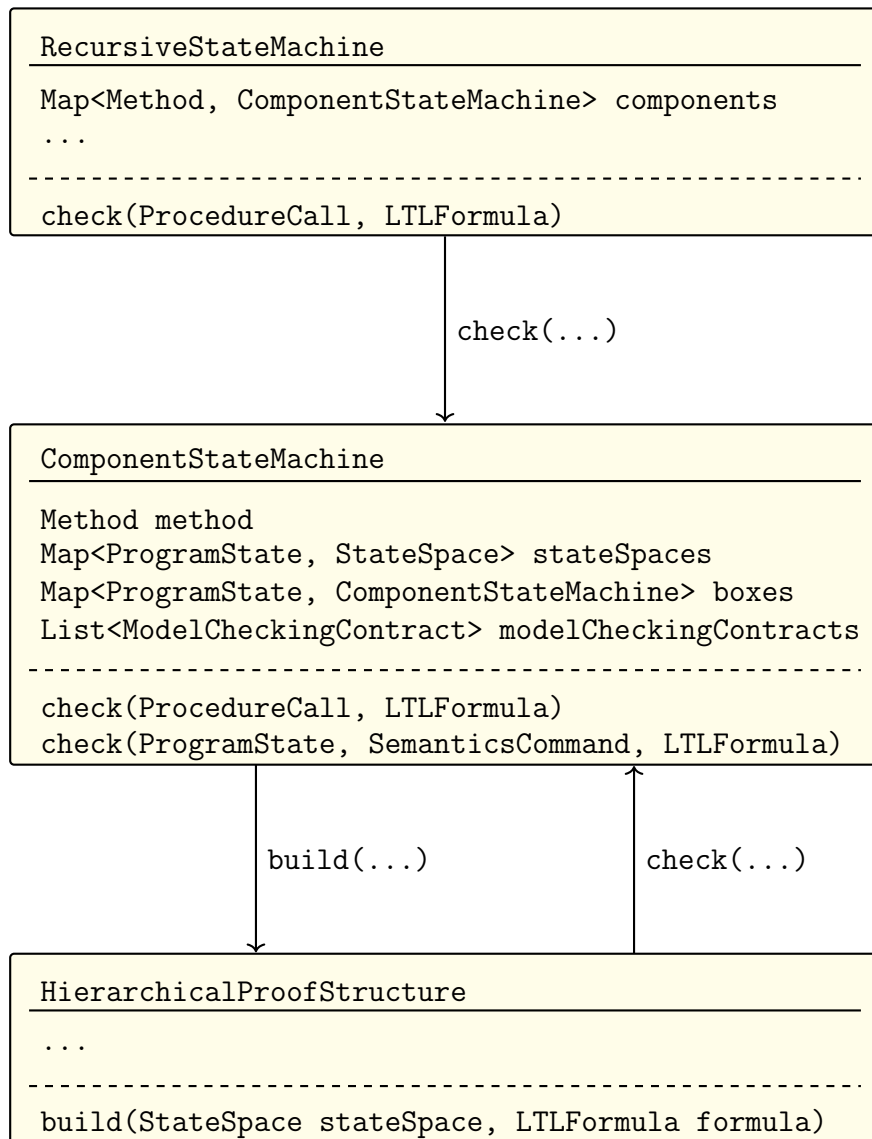 RecursiveStateMachine
Map<Method, ComponentStateMachine> components
...
check(ProcedureCall, LTLFormula)
check(...)
ComponentStateMachine
Method method
Map<ProgramState, StateSpace> stateSpaces
Map<ProgramState, ComponentStateMachine> boxes
List<ModelCheckingContract> modelCheckingContracts
check(ProcedureCall, LTLFormula)
check(ProgramState, SemanticsCommand, LTLFormula)
build(...)
check(...)
HierarchicalProofStructure
...
build(StateSpace stateSpace, LTLFormula formula)